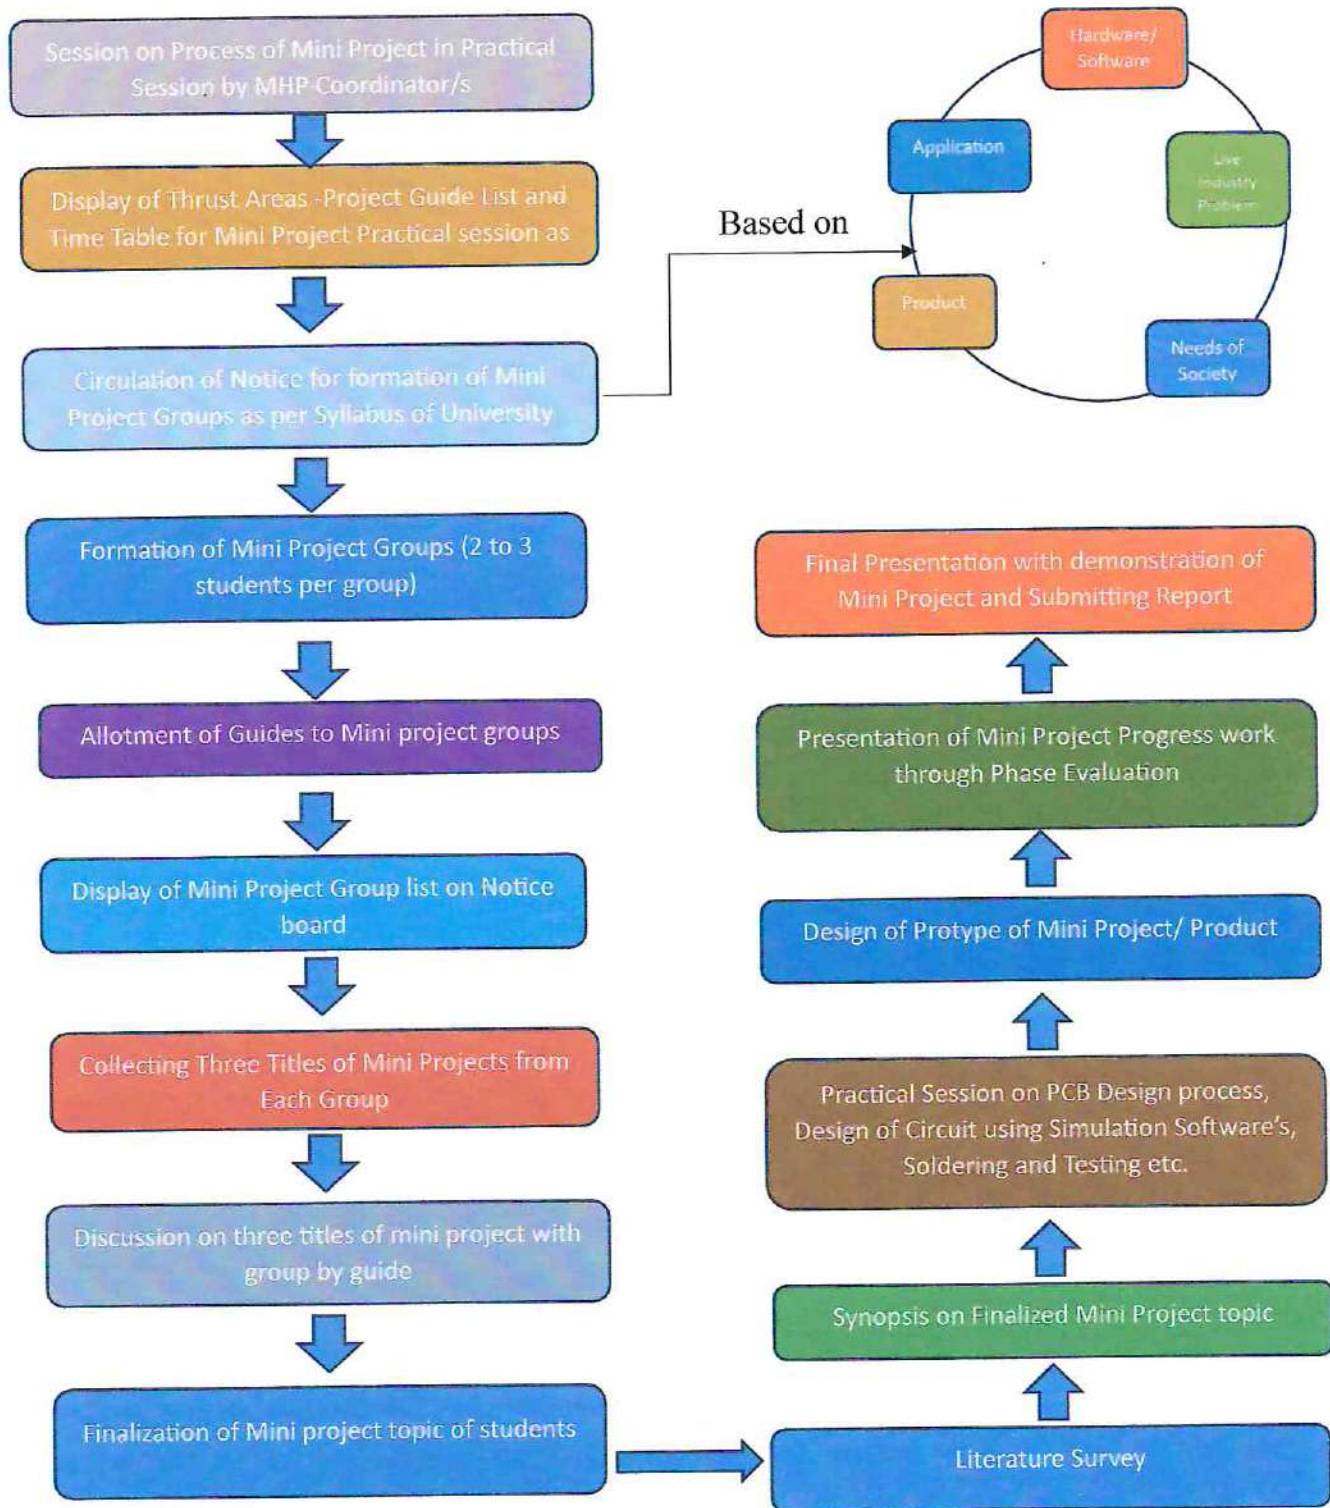 Session on Process of Mini Project in Practical
Session by MHP Coordinator/s
Display of Thrust Areas -Project Guide List and
Time Table for Mini Project Practical session as
Circulation of Notice for formation of Mini
Project Groups as per Syllabus of University
Formation of Mini Project Groups (2 to 3
students per group)
Allotment of Guides to Mini project groups
Display of Mini Project Group list on Notice
board
Collecting Three Titles of Mini Projects from
Each Group
Discussion on three titles of mini project with
group by guide
Finalization of Mini project topic of students
Based on
Hardware/
Software
Application
Live
Industry
Problem
Product
Needs of
Society
Final Presentation with demonstration of
Mini Project and Submitting Report
Presentation of Mini Project Progress work
through Phase Evaluation
Design of Protype of Mini Project/ Product
Practical Session on PCB Design process,
Design of Circuit using Simulation Software's,
Soldering and Testing etc.
Synopsis on Finalized Mini Project topic
Literature Survey